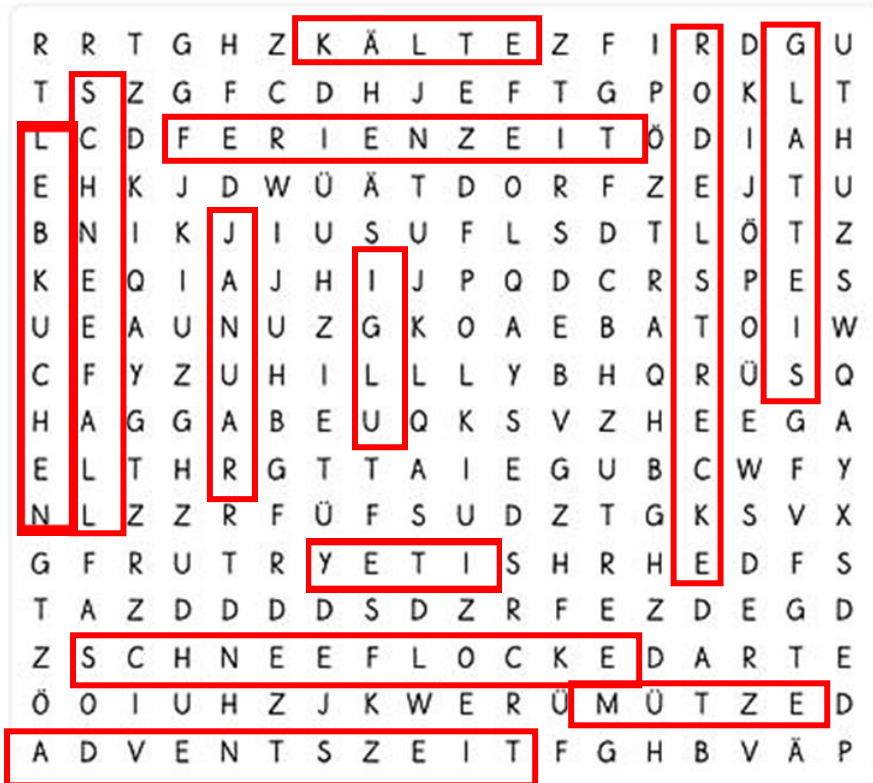 R R T G H Z K Ä L T E Z F I R D G U
T S Z G F C D H J E F T G P O K L T
L C D F E R I E N Z E I T Ö D I A H
E H K J D W Ü Ä T D O R F Z E J T U
B N I K J I U S U F L S D T L Ö T Z
K E Q I A J H I J P Q D C R S P E S
U E A U N U Z G K O A E B A T O I W
C F Y Z U H I L L L Y B H Q R Ü S Q
H A G G A B E U Q K S V Z H E E G A
E L T H R G T T A I E G U B C W F Y
N L Z Z R F Ü F S U D Z T G K S V X
G F R U T R Y E T I S H R H E D F S
T A Z D D D D S D Z R F E Z D E G D
Z S C H N E E F L O C K E D A R T E
Ö O I U H Z J K W E R Ü M Ü T Z E D
A D V E N T S Z E I T F G H B V Ä P